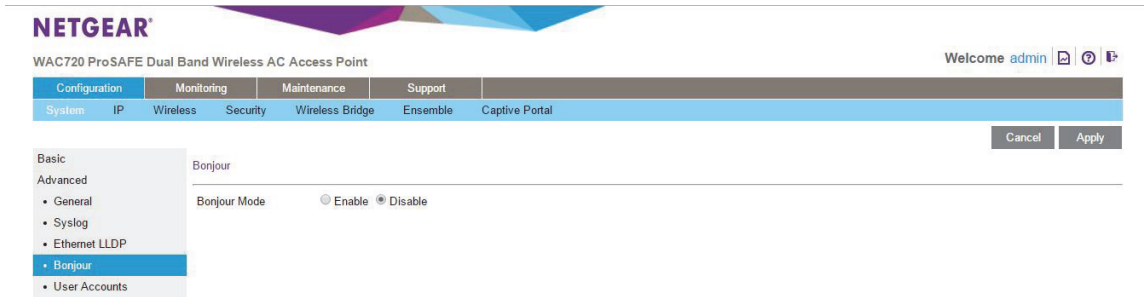 NETGEAR®
WAC720 ProSAFE Dual Band Wireless AC Access Point
Welcome admin
Configuration Monitoring Maintenance Support
System IP Wireless Security Wireless Bridge Ensemble Captive Portal
Cancel Apply
Basic
Advanced
• General
• Syslog
• Ethernet LLDP
• Bonjour
• User Accounts
Bonjour
Bonjour Mode Enable Disable